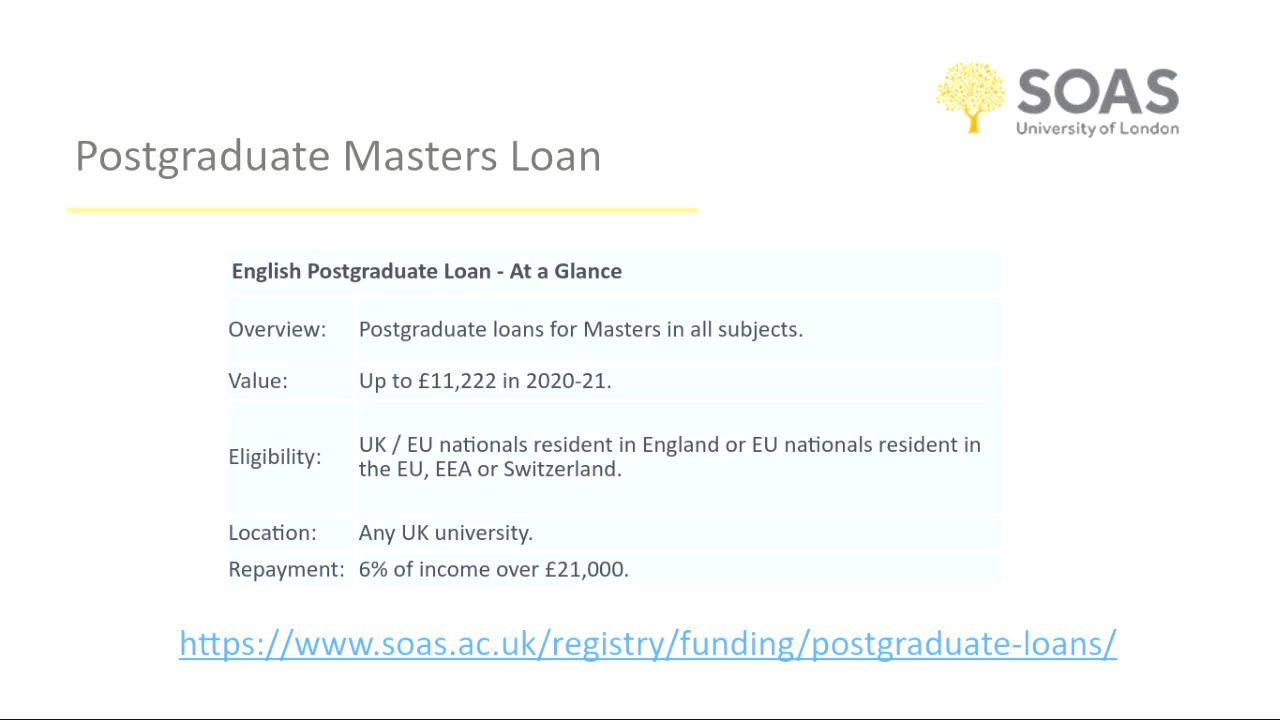 SOAS
University of London
Postgraduate Masters Loan
English Postgraduate Loan - At a Glance
Overview: Postgraduate loans for Masters in all subjects.
Value: Up to £11,222 in 2020-21.
Eligibility: UK / EU nationals resident in England or EU nationals resident in
the EU, EEA or Switzerland.
Location: Any UK university.
Repayment: 6% of income over £21,000.
https://www.soas.ac.uk/registry/funding/postgraduate-loans/